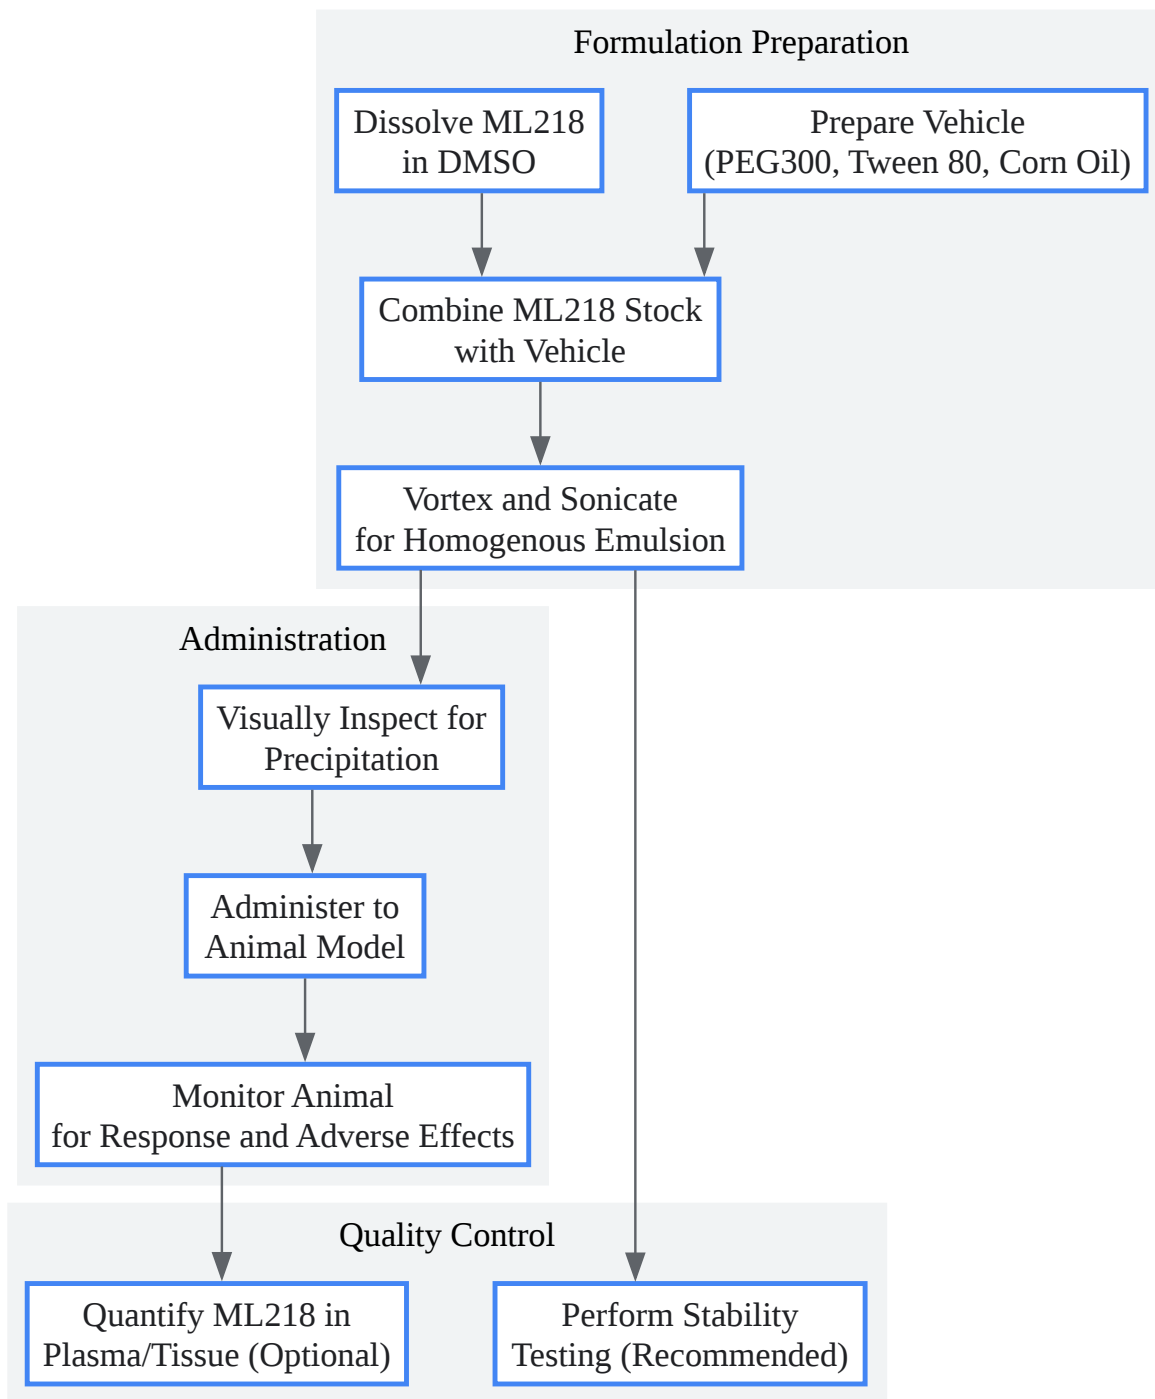 Formulation Preparation
Dissolve ML218
in DMSO
Prepare Vehicle
(PEG300, Tween 80, Corn Oil)
Combine ML218 Stock
with Vehicle
Vortex and Sonicate
for Homogenous Emulsion
Administration
Visually Inspect for
Precipitation
Administer to
Animal Model
Monitor Animal
for Response and Adverse Effects
Quality Control
Quantify ML218 in
Plasma/Tissue (Optional)
Perform Stability
Testing (Recommended)